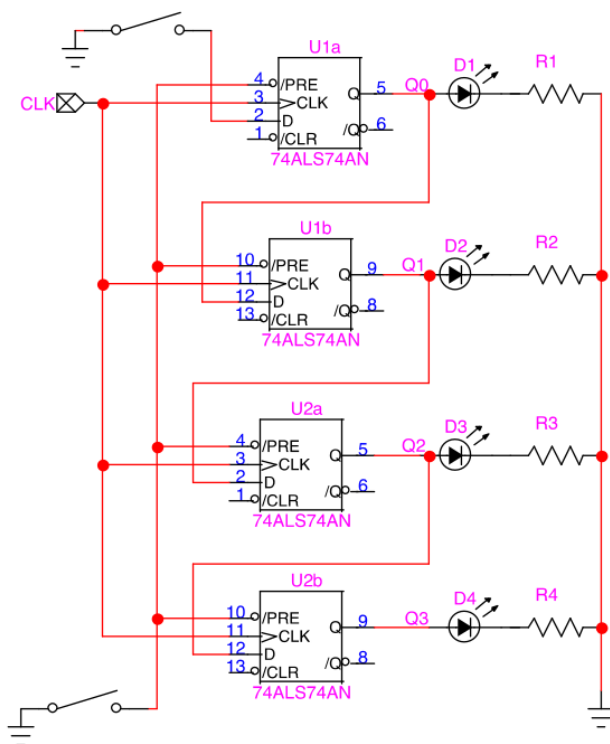 U1a
4 /PRE
CLK 3 CLK
2 D
1 /CLR
Q 5 Q0
/Q 6
74ALS74AN
D1
R1
U1b
10 /PRE
11 CLK
12 D
13 /CLR
Q 9 Q1
/Q 8
74ALS74AN
D2
R2
U2a
4 /PRE
3 CLK
2 D
1 /CLR
Q 5 Q2
/Q 6
74ALS74AN
D3
R3
U2b
10 /PRE
11 CLK
12 D
13 /CLR
Q 9 Q3
/Q 8
74ALS74AN
D4
R4